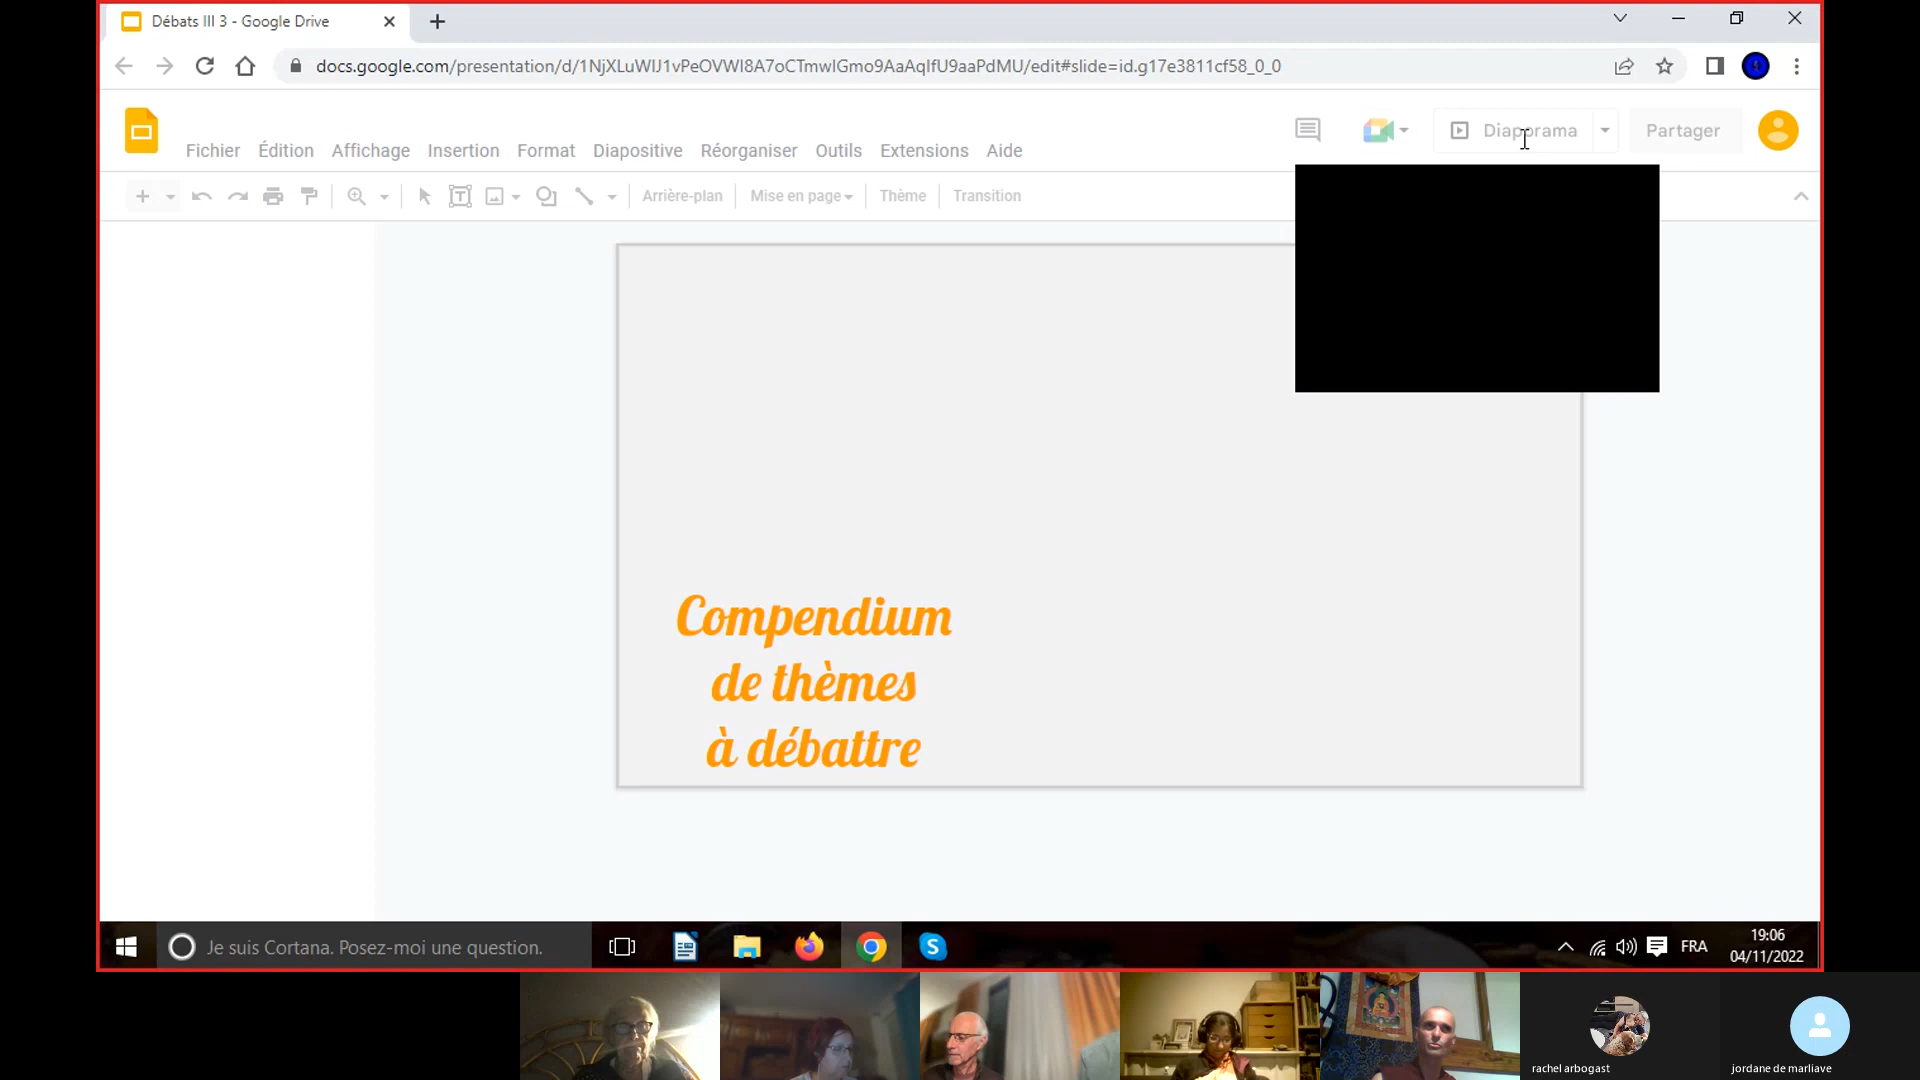 Débats III 3 - Google Drive
docs.google.com/presentation/d/1NjXLuWIJ1vPeOVWI8A7oCTmwIGmo9AaAqIfU9aaPdMU/edit#slide=id.g17e3811cf58_0_0
Fichier Édition Affichage Insertion Format Diapositive Réorganiser Outils Extensions Aide
Diaporama
Partager
Arrière-plan Mise en page Thème Transition
Compendium
de thèmes
à débattre
Je suis Cortana. Posez-moi une question.
FRA
19:06
04/11/2022
rachel arbogast
jordane de marliave